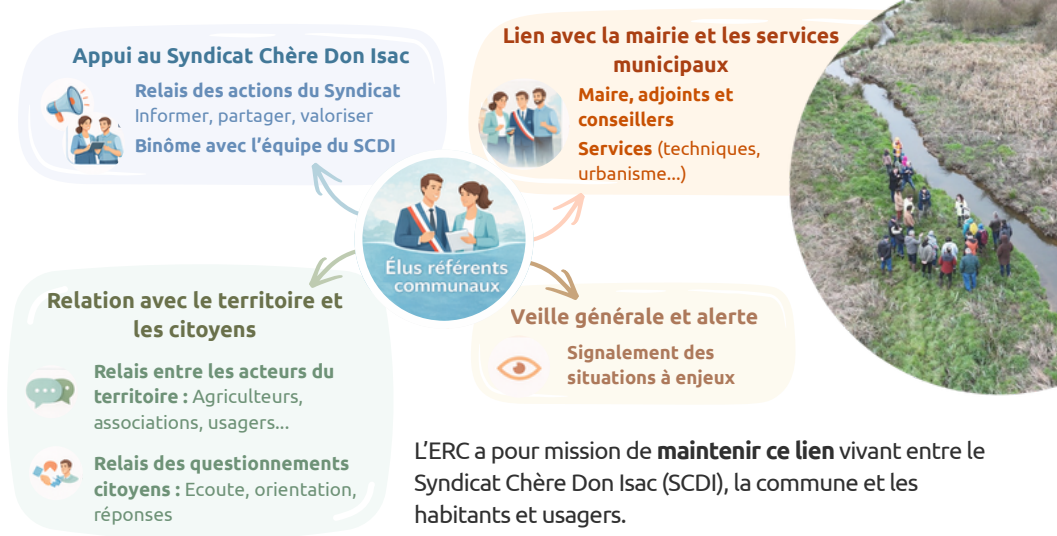 Appui au Syndicat Chère Don Isac
Relais des actions du Syndicat
Informer, partager, valoriser
Binôme avec l'équipe du SCDI
Lien avec la mairie et les services
municipaux
Maire, adjoints et
conseillers
Services (techniques,
urbanisme...)
Élus référents
communaux
Relation avec le territoire et
les citoyens
Relais entre les acteurs du
territoire : Agriculteurs,
associations, usagers...
Relais des questionnements
citoyens : Ecoute, orientation,
réponses
Veille générale et alerte
Signalement des
situations à enjeux
L'ERC a pour mission de maintenir ce lien vivant entre le
Syndicat Chère Don Isac (SCDI), la commune et les
habitants et usagers.